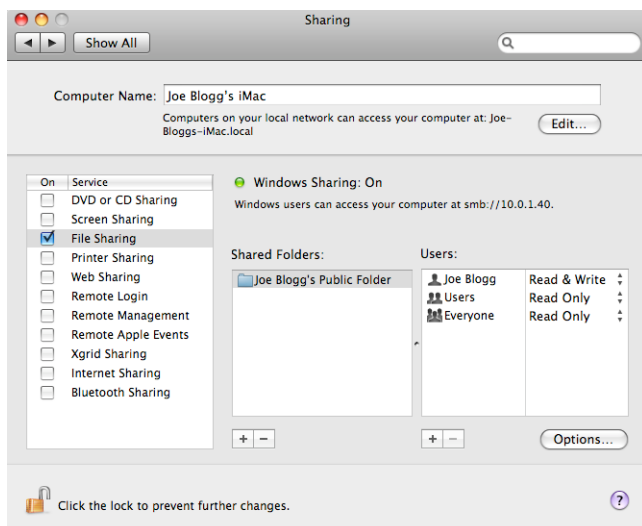 Sharing
Show All
Computer Name: Joe Blogg's iMac
Computers on your local network can access your computer at: Joe-
Bloggs-iMac.local
Edit...
On Service
DVD or CD Sharing
Screen Sharing
File Sharing
Printer Sharing
Web Sharing
Remote Login
Remote Management
Remote Apple Events
Xgrid Sharing
Internet Sharing
Bluetooth Sharing
Windows Sharing: On
Windows users can access your computer at smb://10.0.1.40.
Shared Folders:
Joe Blogg's Public Folder
Users:
Joe Blogg Read & Write
Users Read Only
Everyone Read Only
+ −
+ −
Options...
Click the lock to prevent further changes.
?